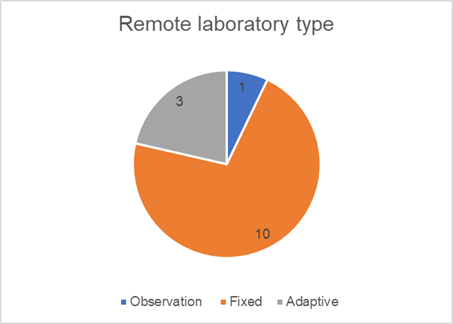 Remote laboratory type
1
3
10
Observation Fixed Adaptive